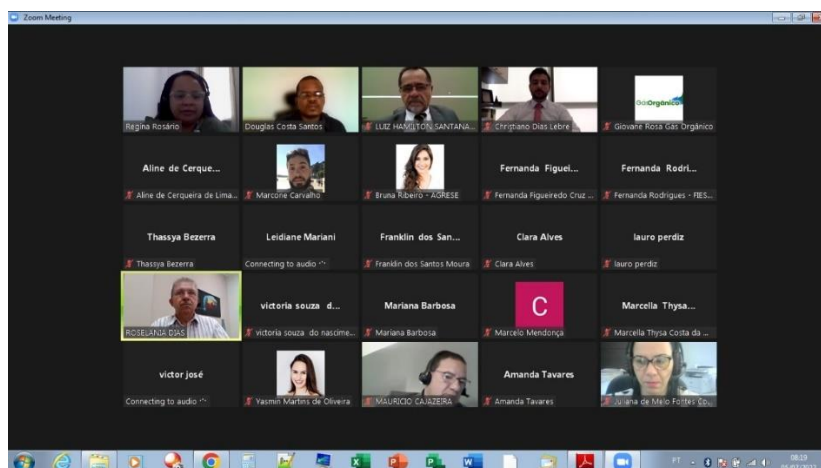 Zoom Meeting
Regina Rosário
Douglas Costa Santos
LUIZ HAMILTON SANTANA...
Christiano Dias Lebre
GásOrgânico
Giovane Rosa Gás Orgânico
Aline de Cerque...
Aline de Cerqueira de Lima...
Marcone Carvalho
Bruna Ribeiro - AGRESE
Fernanda Figuei...
Fernanda Figueiredo Cruz ...
Fernanda Rodri...
Fernanda Rodrigues - FIES...
Thassya Bezerra
Thassya Bezerra
Leidiane Mariani
Connecting to audio
Franklin dos San...
Franklin dos Santos Moura
Clara Alves
Clara Alves
lauro perdiz
lauro perdiz
ROSELANIA DIAS
victoria souza d...
victoria souza do nascime...
Mariana Barbosa
Mariana Barbosa
C
Marcelo Mendonça
Marcella Thysa...
Marcella Thysa Costa da ...
victor josé
Connecting to audio
Yasmin Martins de Oliveira
MAURICIO CAJAZEIRA
Amanda Tavares
Amanda Tavares
Juliana de Melo Fontes Co...
PT
08:19